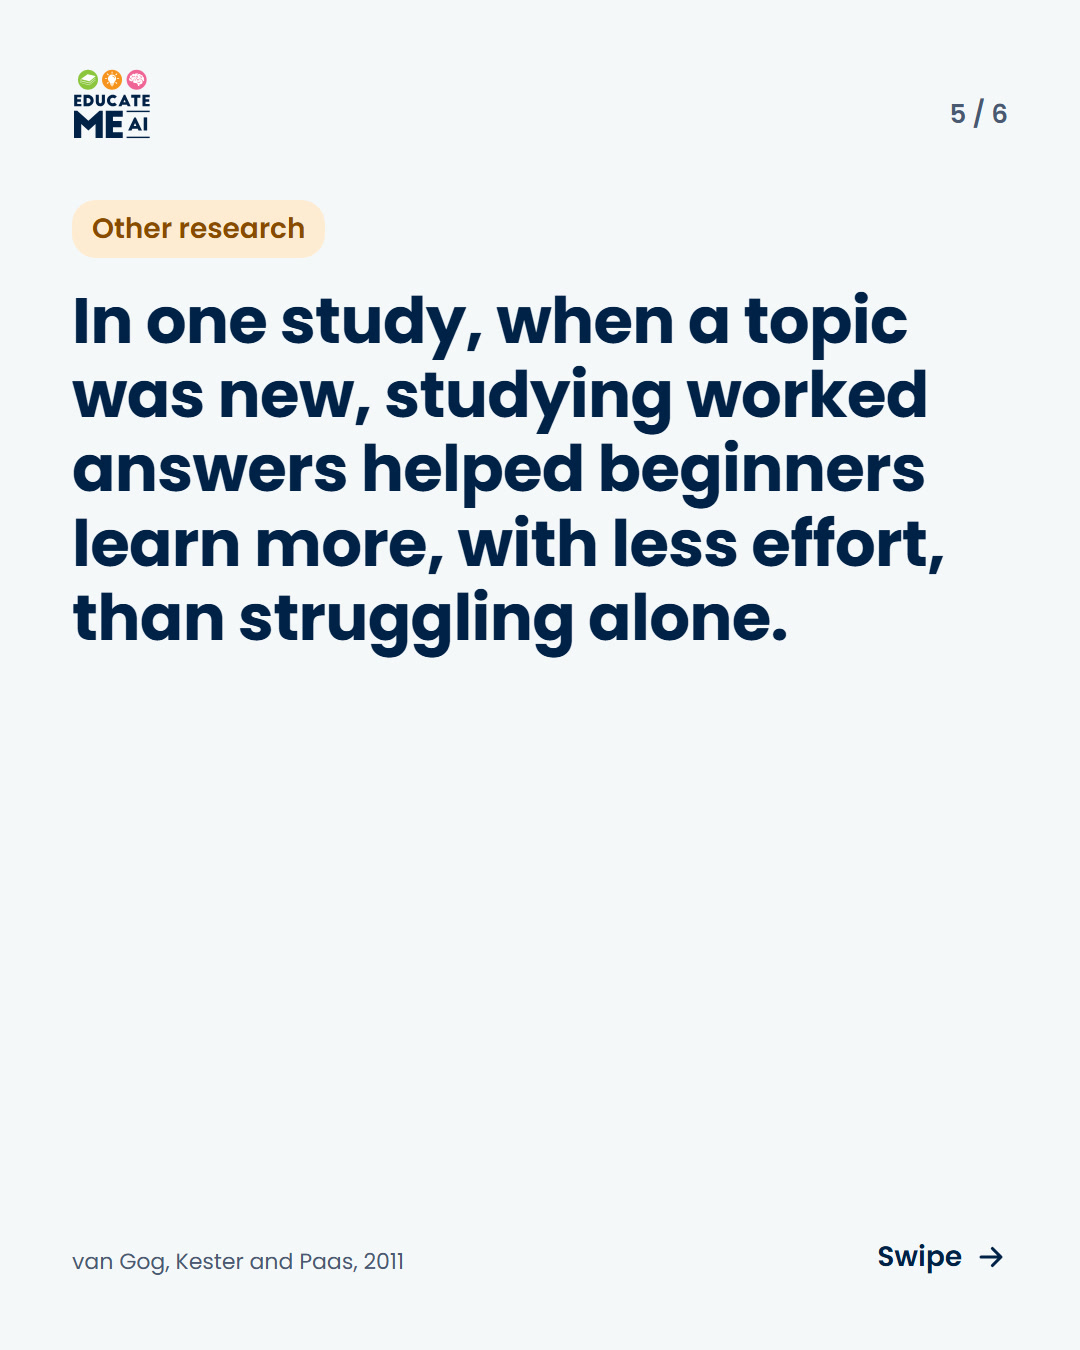 EDUCATE
ME AI
5 / 6
Other research
In one study, when a topic
was new, studying worked
answers helped beginners
learn more, with less effort,
than struggling alone.
van Gog, Kester and Paas, 2011
Swipe →